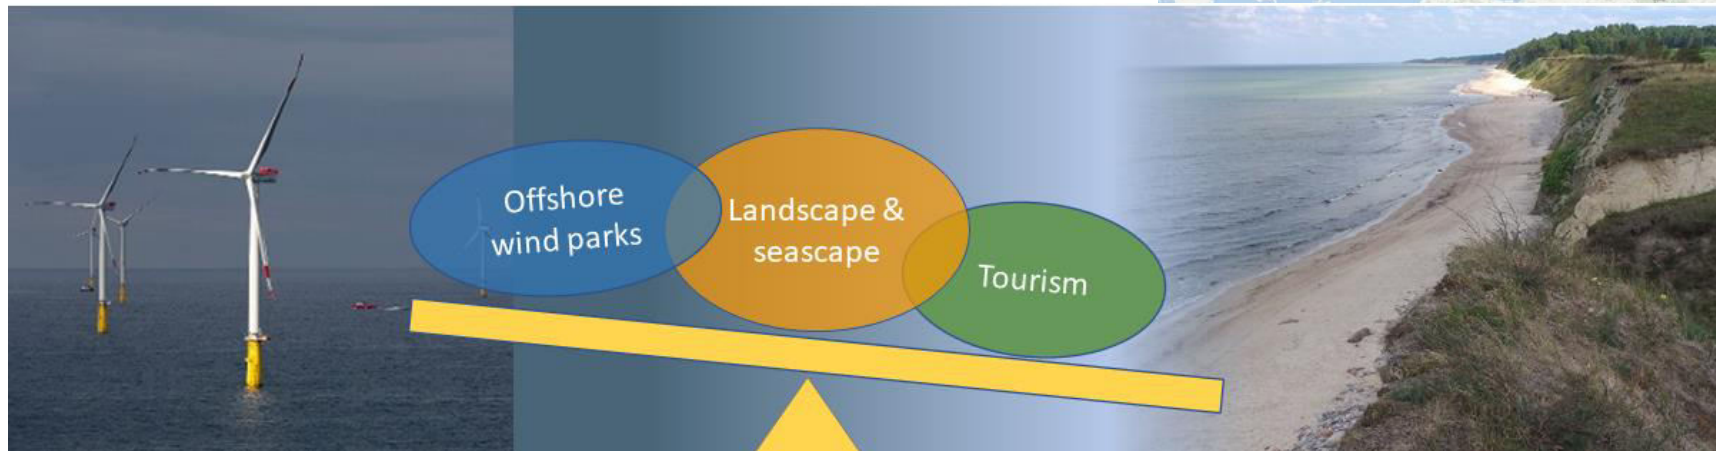 Offshore
wind parks
Landscape &
seascape
Tourism